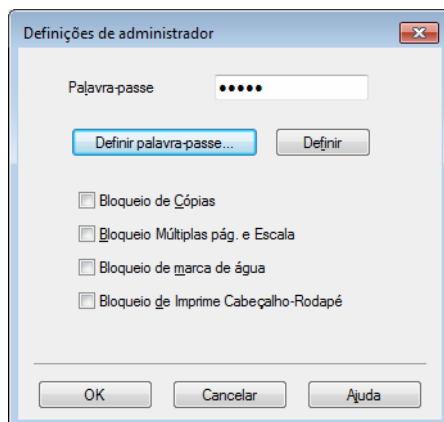 Definições de administrador
Palavra-passe •••••
Definir palavra-passe... Definir
Bloqueio de Cópias
Bloqueio Múltiplas pág. e Escala
Bloqueio de marca de água
Bloqueio de Imprime Cabeçalho-Rodapé
OK Cancelar Ajuda